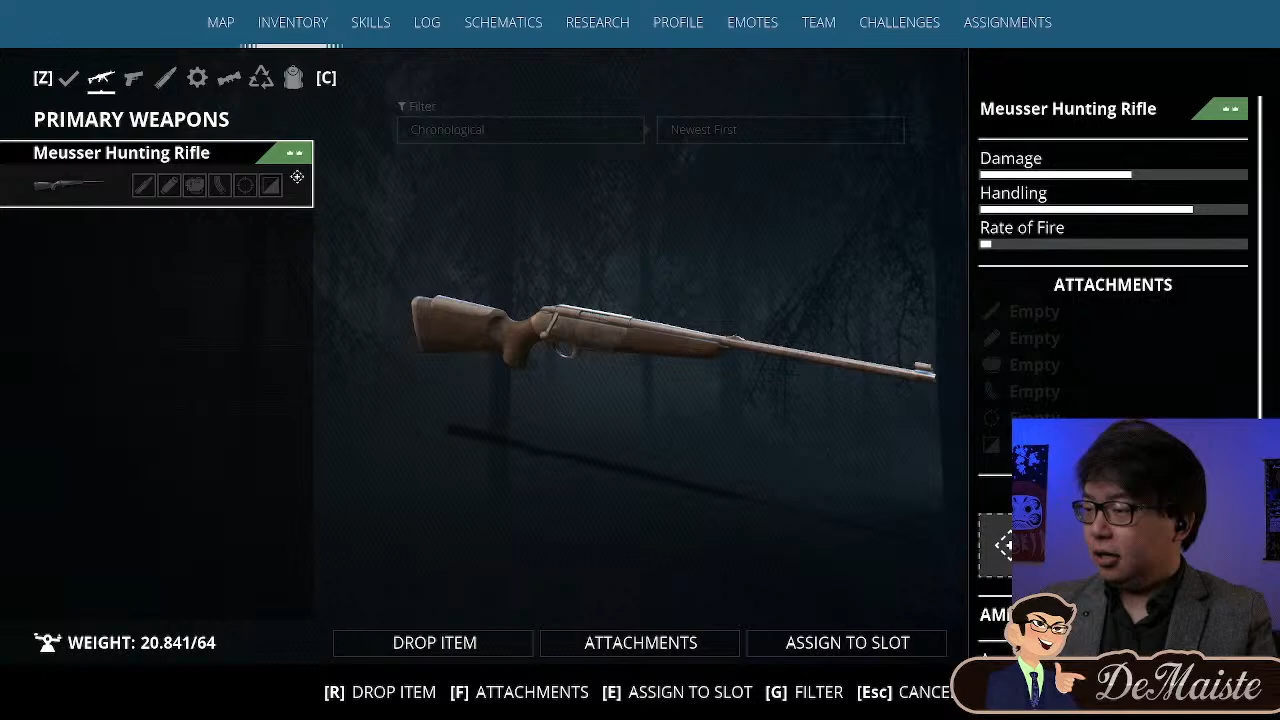 MAP INVENTORY SKILLS LOG SCHEMATICS RESEARCH PROFILE EMOTES TEAM CHALLENGES ASSIGNMENTS
[Z] [C]
PRIMARY WEAPONS
Meusser Hunting Rifle
Filter
Chronological
Newest First
Meusser Hunting Rifle
Damage
Handling
Rate of Fire
ATTACHMENTS
Empty
Empty
Empty
Empty
Empty
WEIGHT: 20.841/64
DROP ITEM
ATTACHMENTS
ASSIGN TO SLOT
[R] DROP ITEM [F] ATTACHMENTS [E] ASSIGN TO SLOT [G] FILTER [Esc] CANCE
DeMaiste